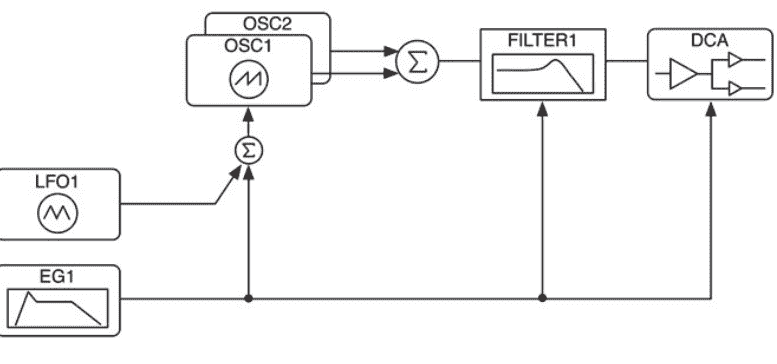 OSC2
OSC1
Σ
FILTER1
DCA
Σ
LFO1
EG1